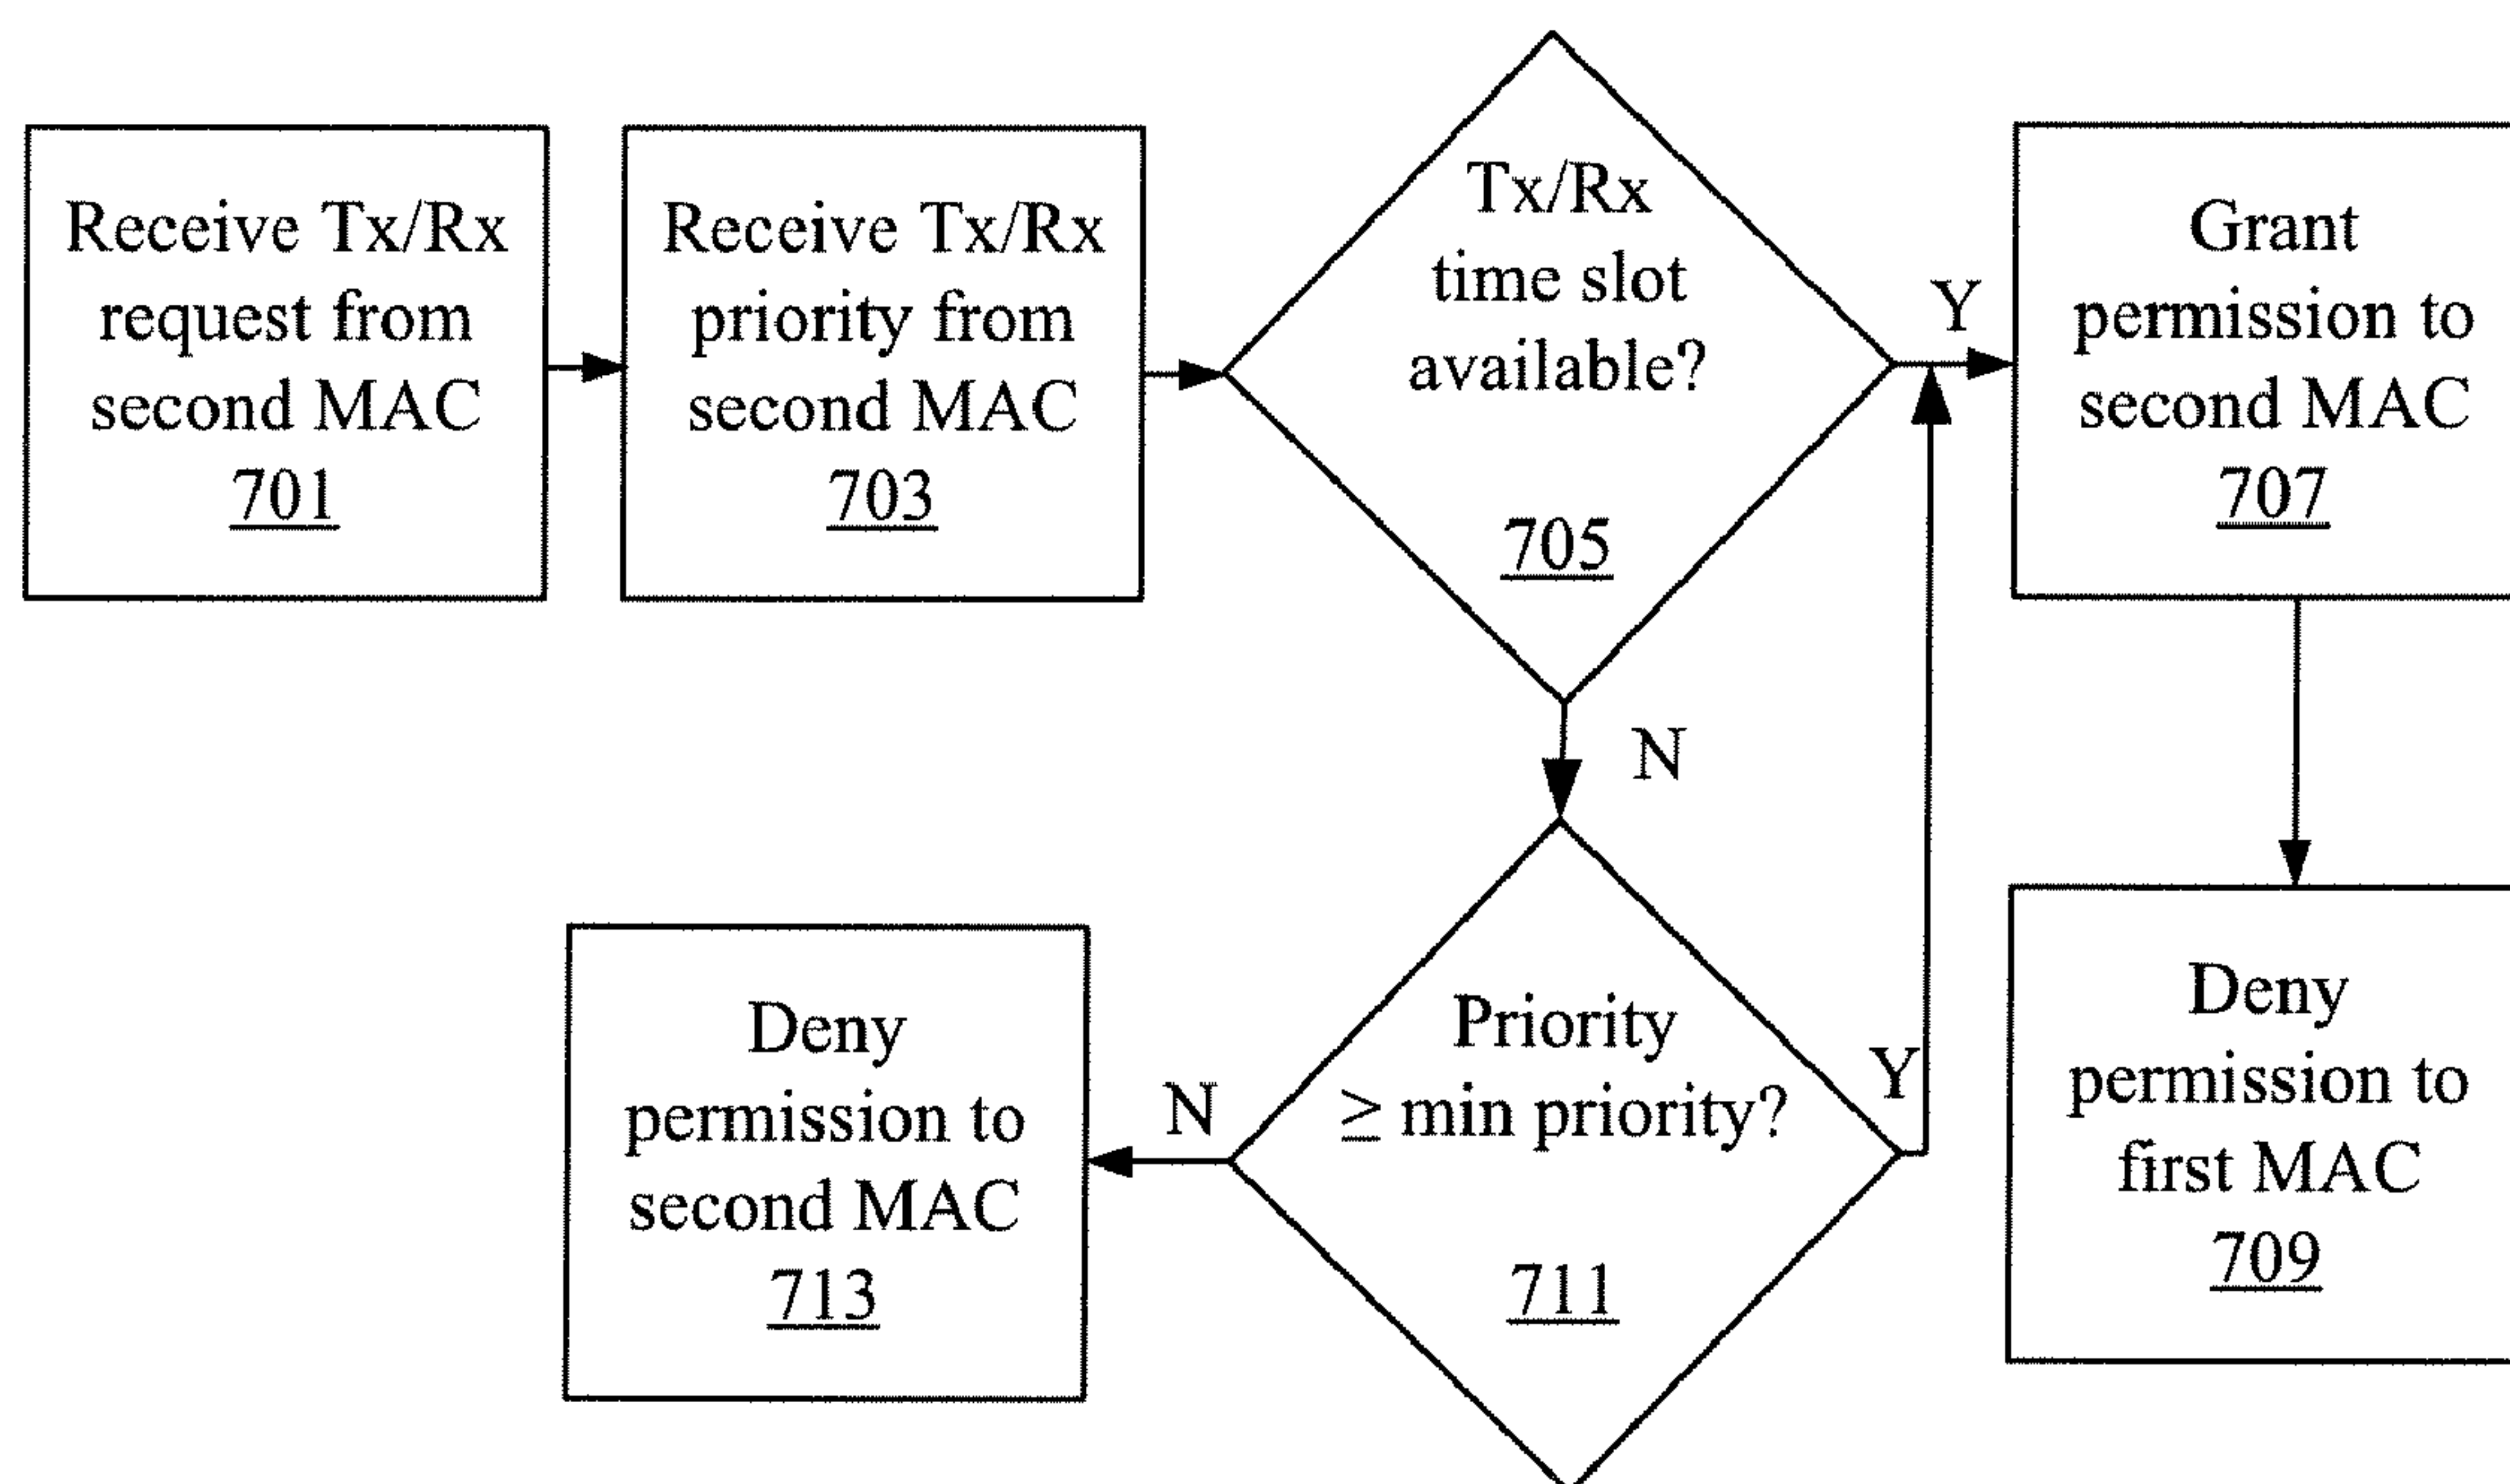 Receive Tx/Rx
request from
second MAC
701
Receive Tx/Rx
priority from
second MAC
703
Tx/Rx
time slot
available?
705
Y
Grant
permission to
second MAC
707
N
Deny
permission to
second MAC
713
N
Priority
≥ min priority?
711
Y
Deny
permission to
first MAC
709